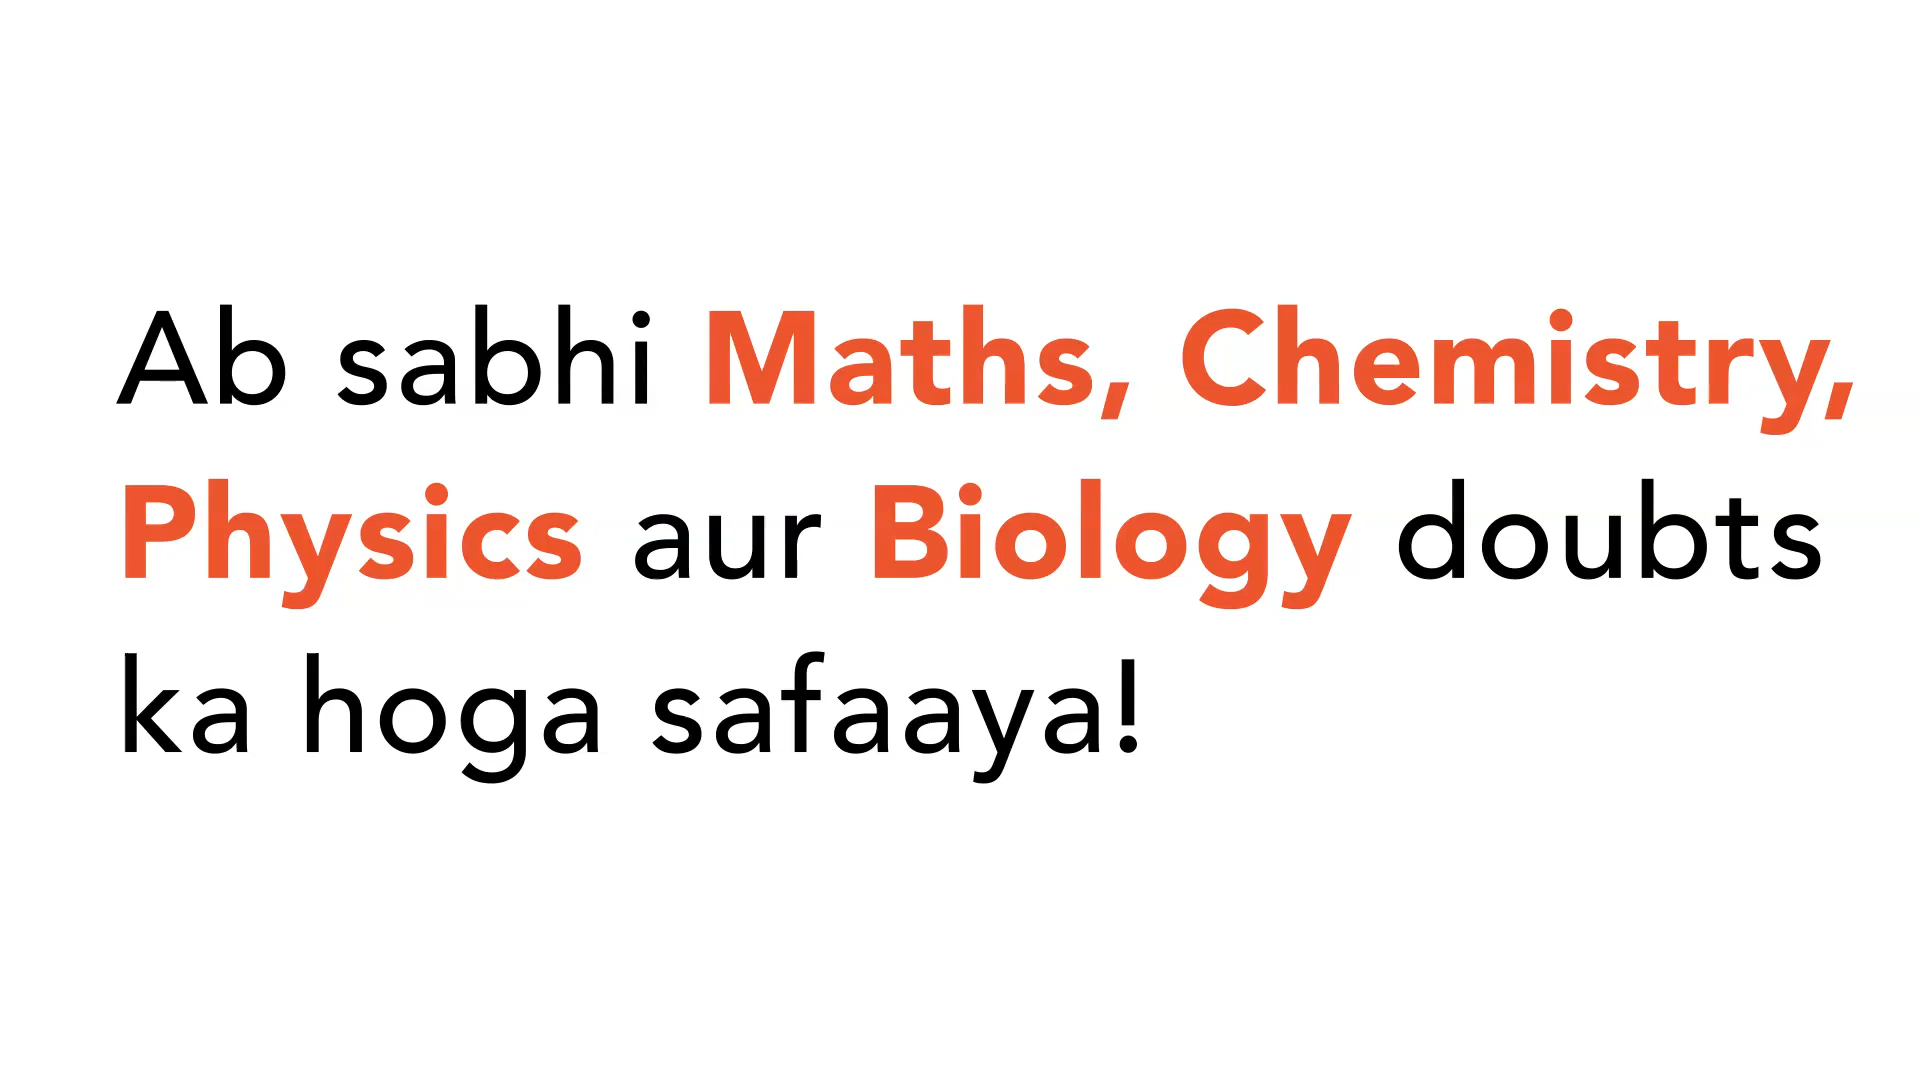 Ab sabhi Maths, Chemistry,
Physics aur Biology doubts
ka hoga safaaya!